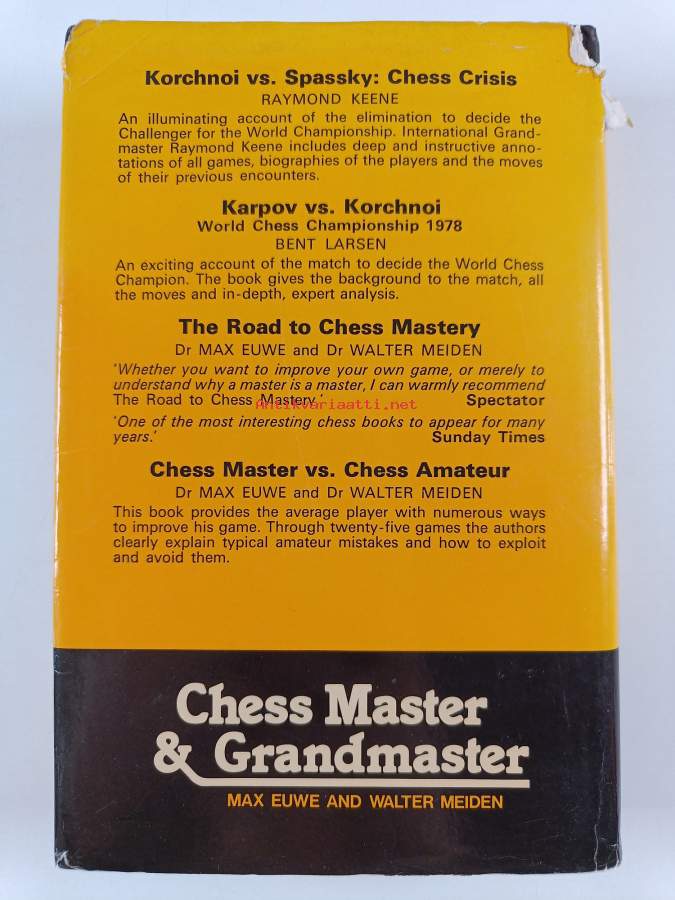 Korchnoi vs. Spassky: Chess Crisis
RAYMOND KEENE
An illuminating account of the elimination to decide the
Challenger for the World Championship. International Grand-
master Raymond Keene includes deep and instructive anno-
tations of all games, biographies of the players and the moves
of their previous encounters.
Karpov vs. Korchnoi
World Chess Championship 1978
BENT LARSEN
An exciting account of the match to decide the World Chess
Champion. The book gives the background to the match, all
the moves and in-depth, expert analysis.
The Road to Chess Mastery
Dr MAX EUWE and Dr WALTER MEIDEN
'Whether you want to improve your own game, or merely to
understand why a master is a master, I can warmly recommend
The Road to Chess Mastery.' Spectator
Antikvariaatti.net
'One of the most interesting chess books to appear for many
years.' Sunday Times
Chess Master vs. Chess Amateur
Dr MAX EUWE and Dr WALTER MEIDEN
This book provides the average player with numerous ways
to improve his game. Through twenty-five games the authors
clearly explain typical amateur mistakes and how to exploit
and avoid them.
Chess Master
& Grandmaster
MAX EUWE AND WALTER MEIDEN